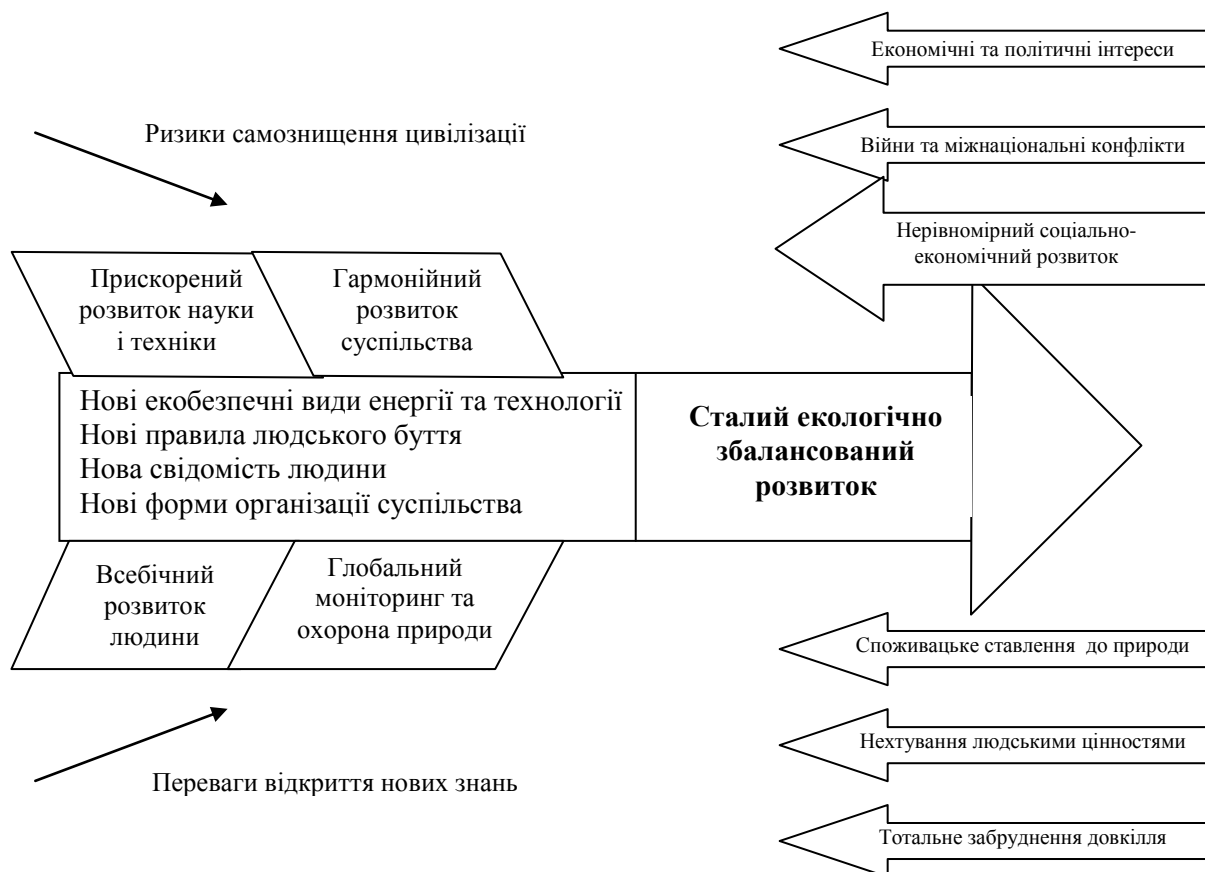 Економічні та політичні інтереси
Ризики самознищення цивілізації
Війни та міжнаціональні конфлікти
Нерівномірний соціально-
економічний розвиток
Прискорений
розвиток науки
і техніки
Гармонійний
розвиток
суспільства
Нові екобезпечні види енергії та технології
Нові правила людського буття
Нова свідомість людини
Нові форми організації суспільства
Сталий екологічно
збалансований
розвиток
Всебічний
розвиток
людини
Глобальний
моніторинг та
охорона природи
Споживацьке ставлення до природи
Нехтування людськими цінностями
Переваги відкриття нових знань
Тотальне забруднення довкілля